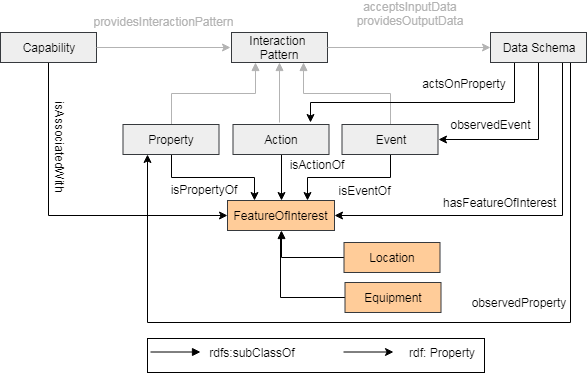 acceptsInputData
providesInteractionPattern
providesOutputData
Capability
Interaction
Pattern
Data Schema
actsOnProperty
isAssociatedWith
observedEvent
Property
Action
Event
isActionOf
isPropertyOf
isEventOf
hasFeatureOfInterest
FeatureOfInterest
Location
Equipment
observedProperty
rdfs:subClassOf
rdf: Property